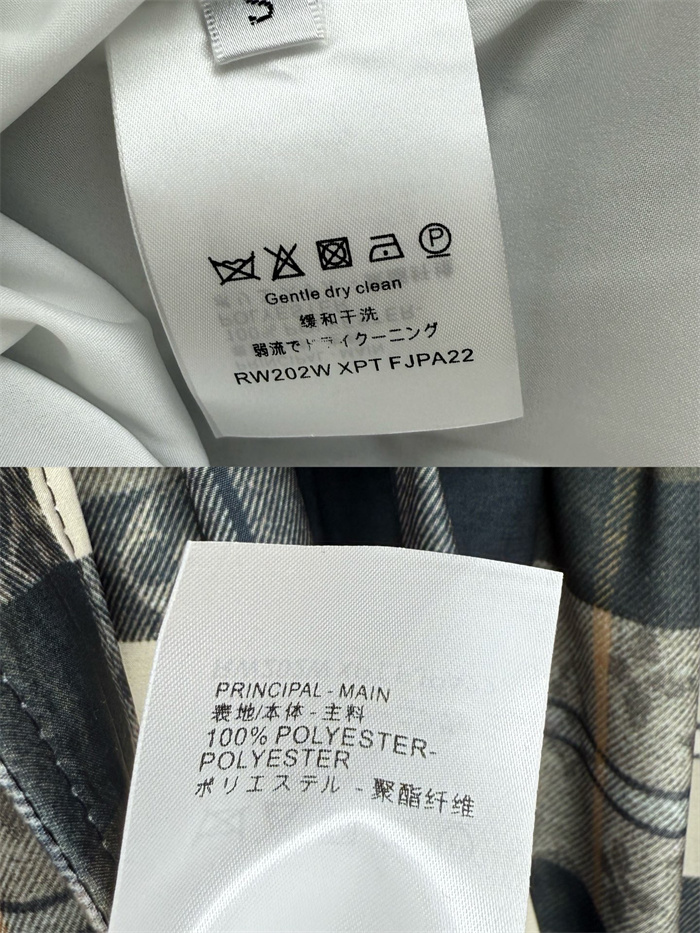 Gentle dry clean
缓和干洗
弱流でドライクーニング
RW202W XPT FJPA22
PRINCIPAL - MAIN
表地/本体 - 主料
100% POLYESTER-
POLYESTER
ポリエステル - 聚酯纤维